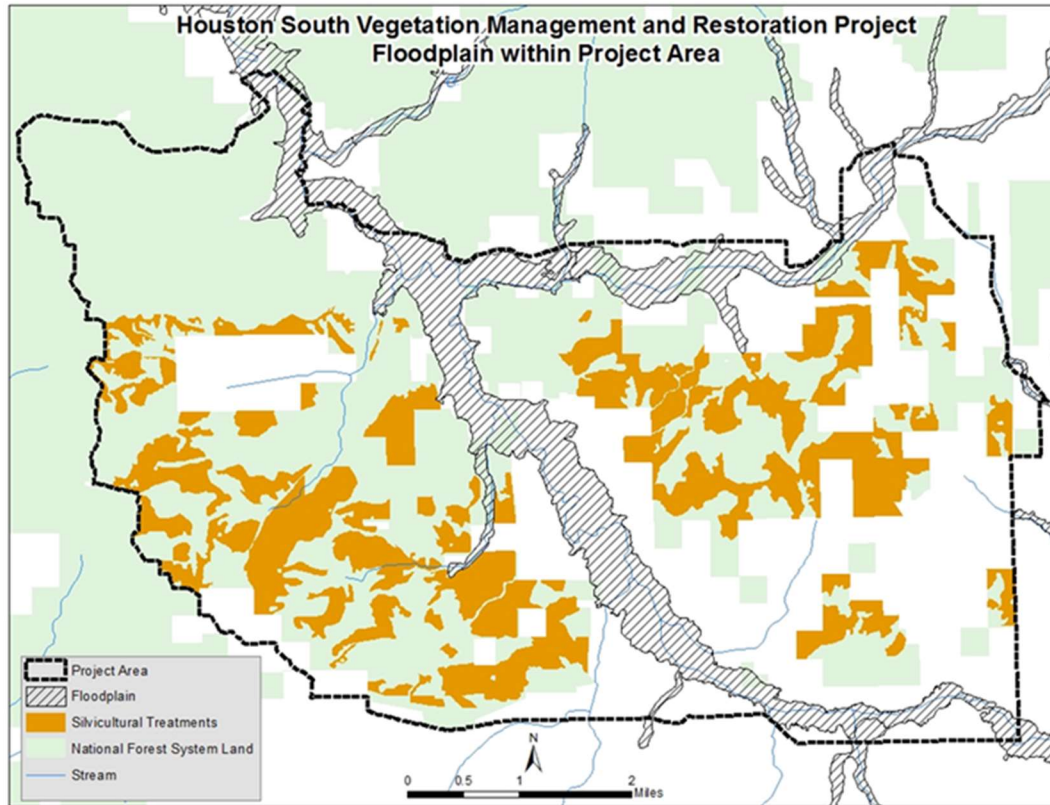 Houston South Vegetation Management and Restoration Project
Floodplain within Project Area
Project Area
Floodplain
Silvicultural Treatments
National Forest System Land
Stream
N
0 0.5 1 2
Miles